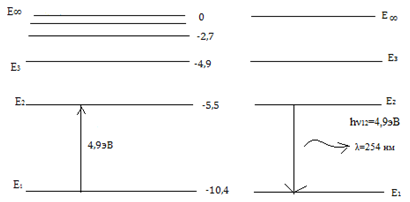 E∞ 0 E∞
-2,7
E3 -4,9 E3
E2 -5,5 E2
hν12=4,9эВ
4,9эВ λ=254 нм
E1 -10,4 E1